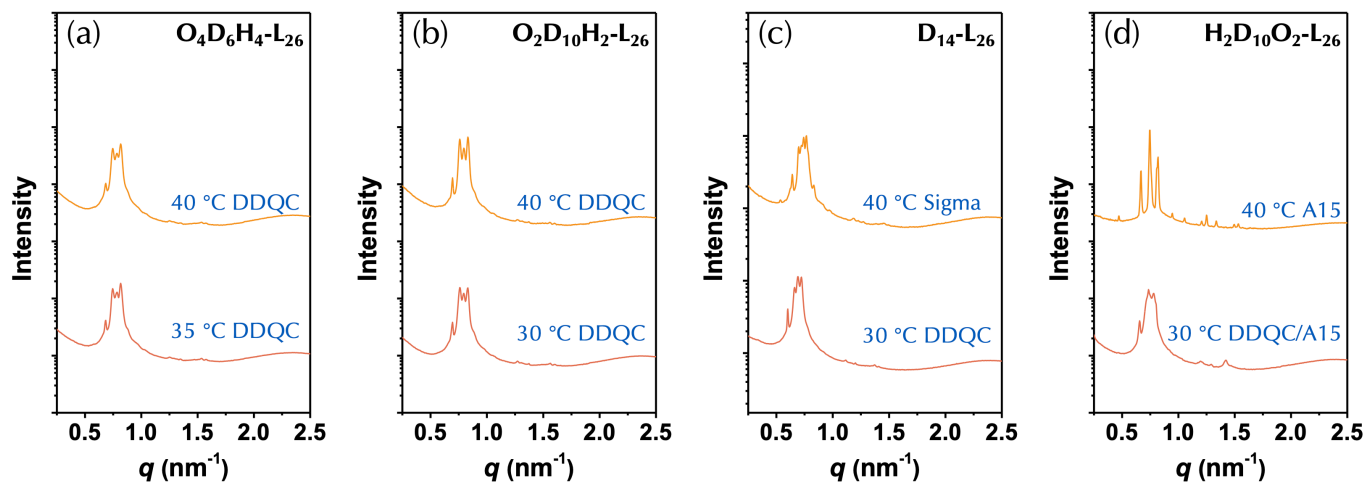 (a) O₄D₆H₄-L₂₆
40 °C DDQC
35 °C DDQC
Intensity
0.5 1.0 1.5 2.0 2.5
q (nm⁻¹)
(b) O₂D₁₀H₂-L₂₆
40 °C DDQC
30 °C DDQC
Intensity
0.5 1.0 1.5 2.0 2.5
q (nm⁻¹)
(c) D₁₄-L₂₆
40 °C Sigma
30 °C DDQC
Intensity
0.5 1.0 1.5 2.0 2.5
q (nm⁻¹)
(d) H₂D₁₀O₂-L₂₆
40 °C A15
30 °C DDQC/A15
Intensity
0.5 1.0 1.5 2.0 2.5
q (nm⁻¹)